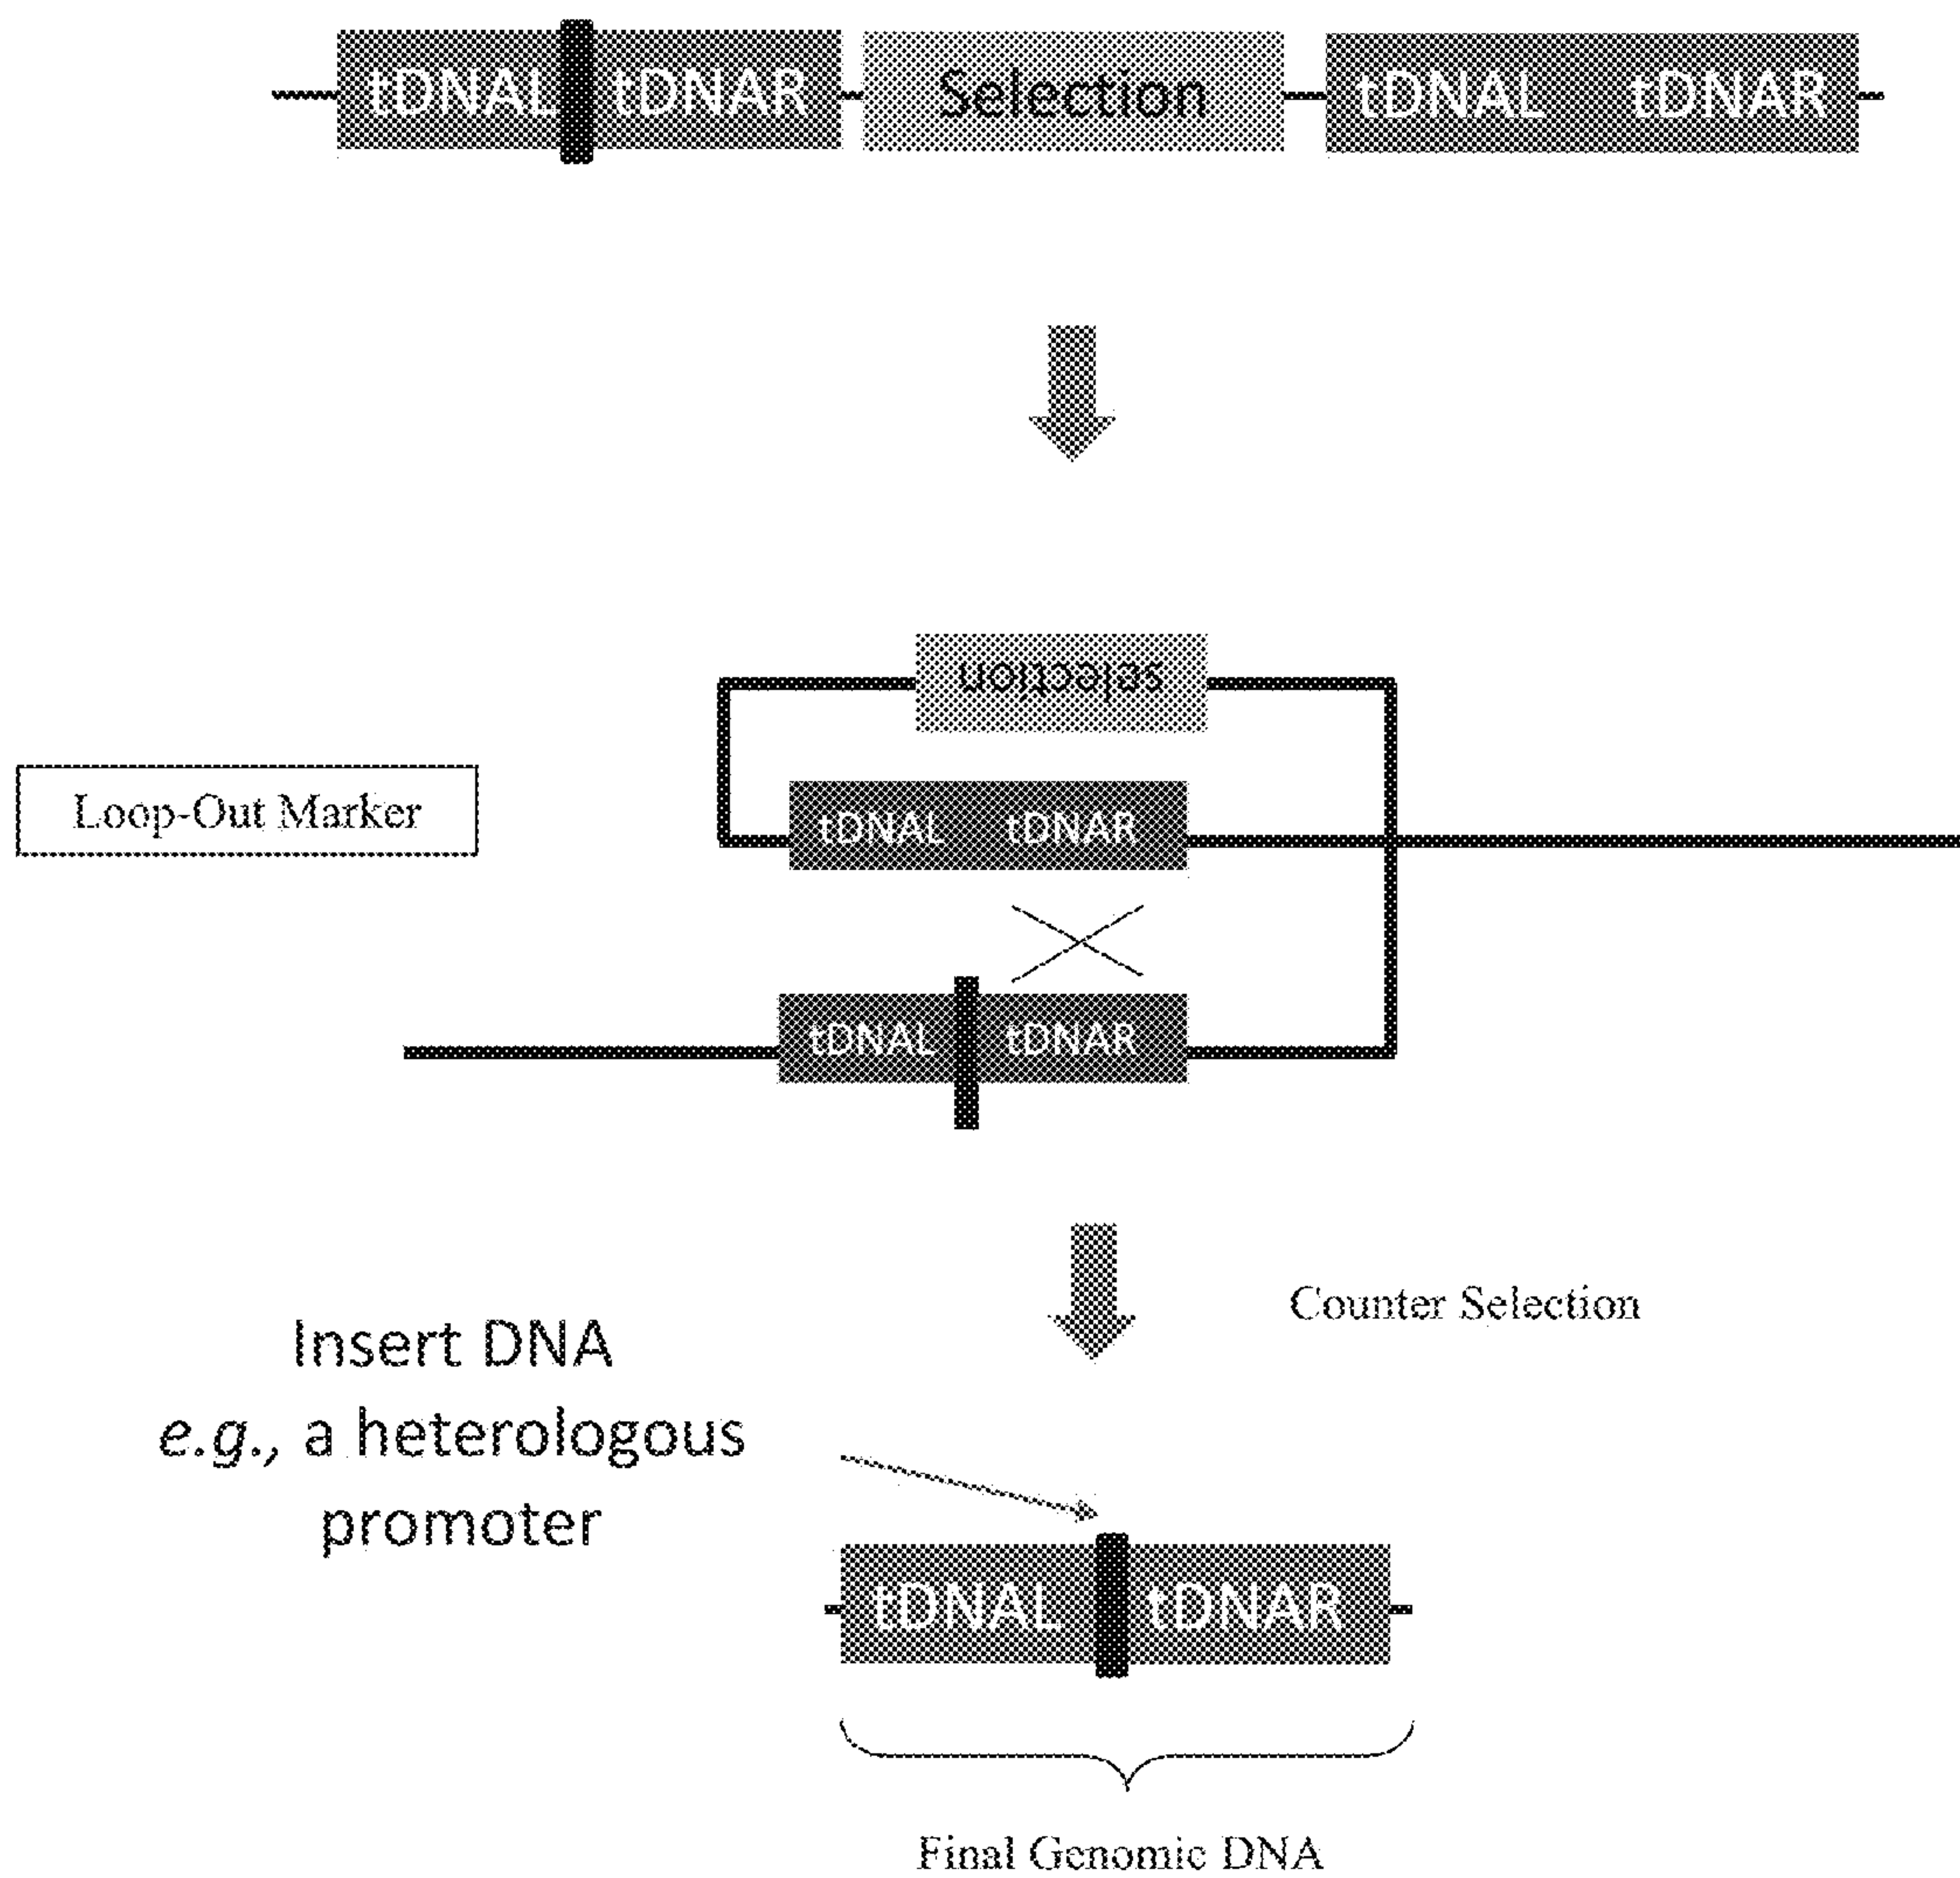 tDNAL tDNAR Selection tDNAL tDNAR
selection
Loop-Out Marker
tDNAL tDNAR
tDNAL tDNAR
Counter Selection
Insert DNA
e.g., a heterologous
promoter
tDNAL tDNAR
Final Genomic DNA